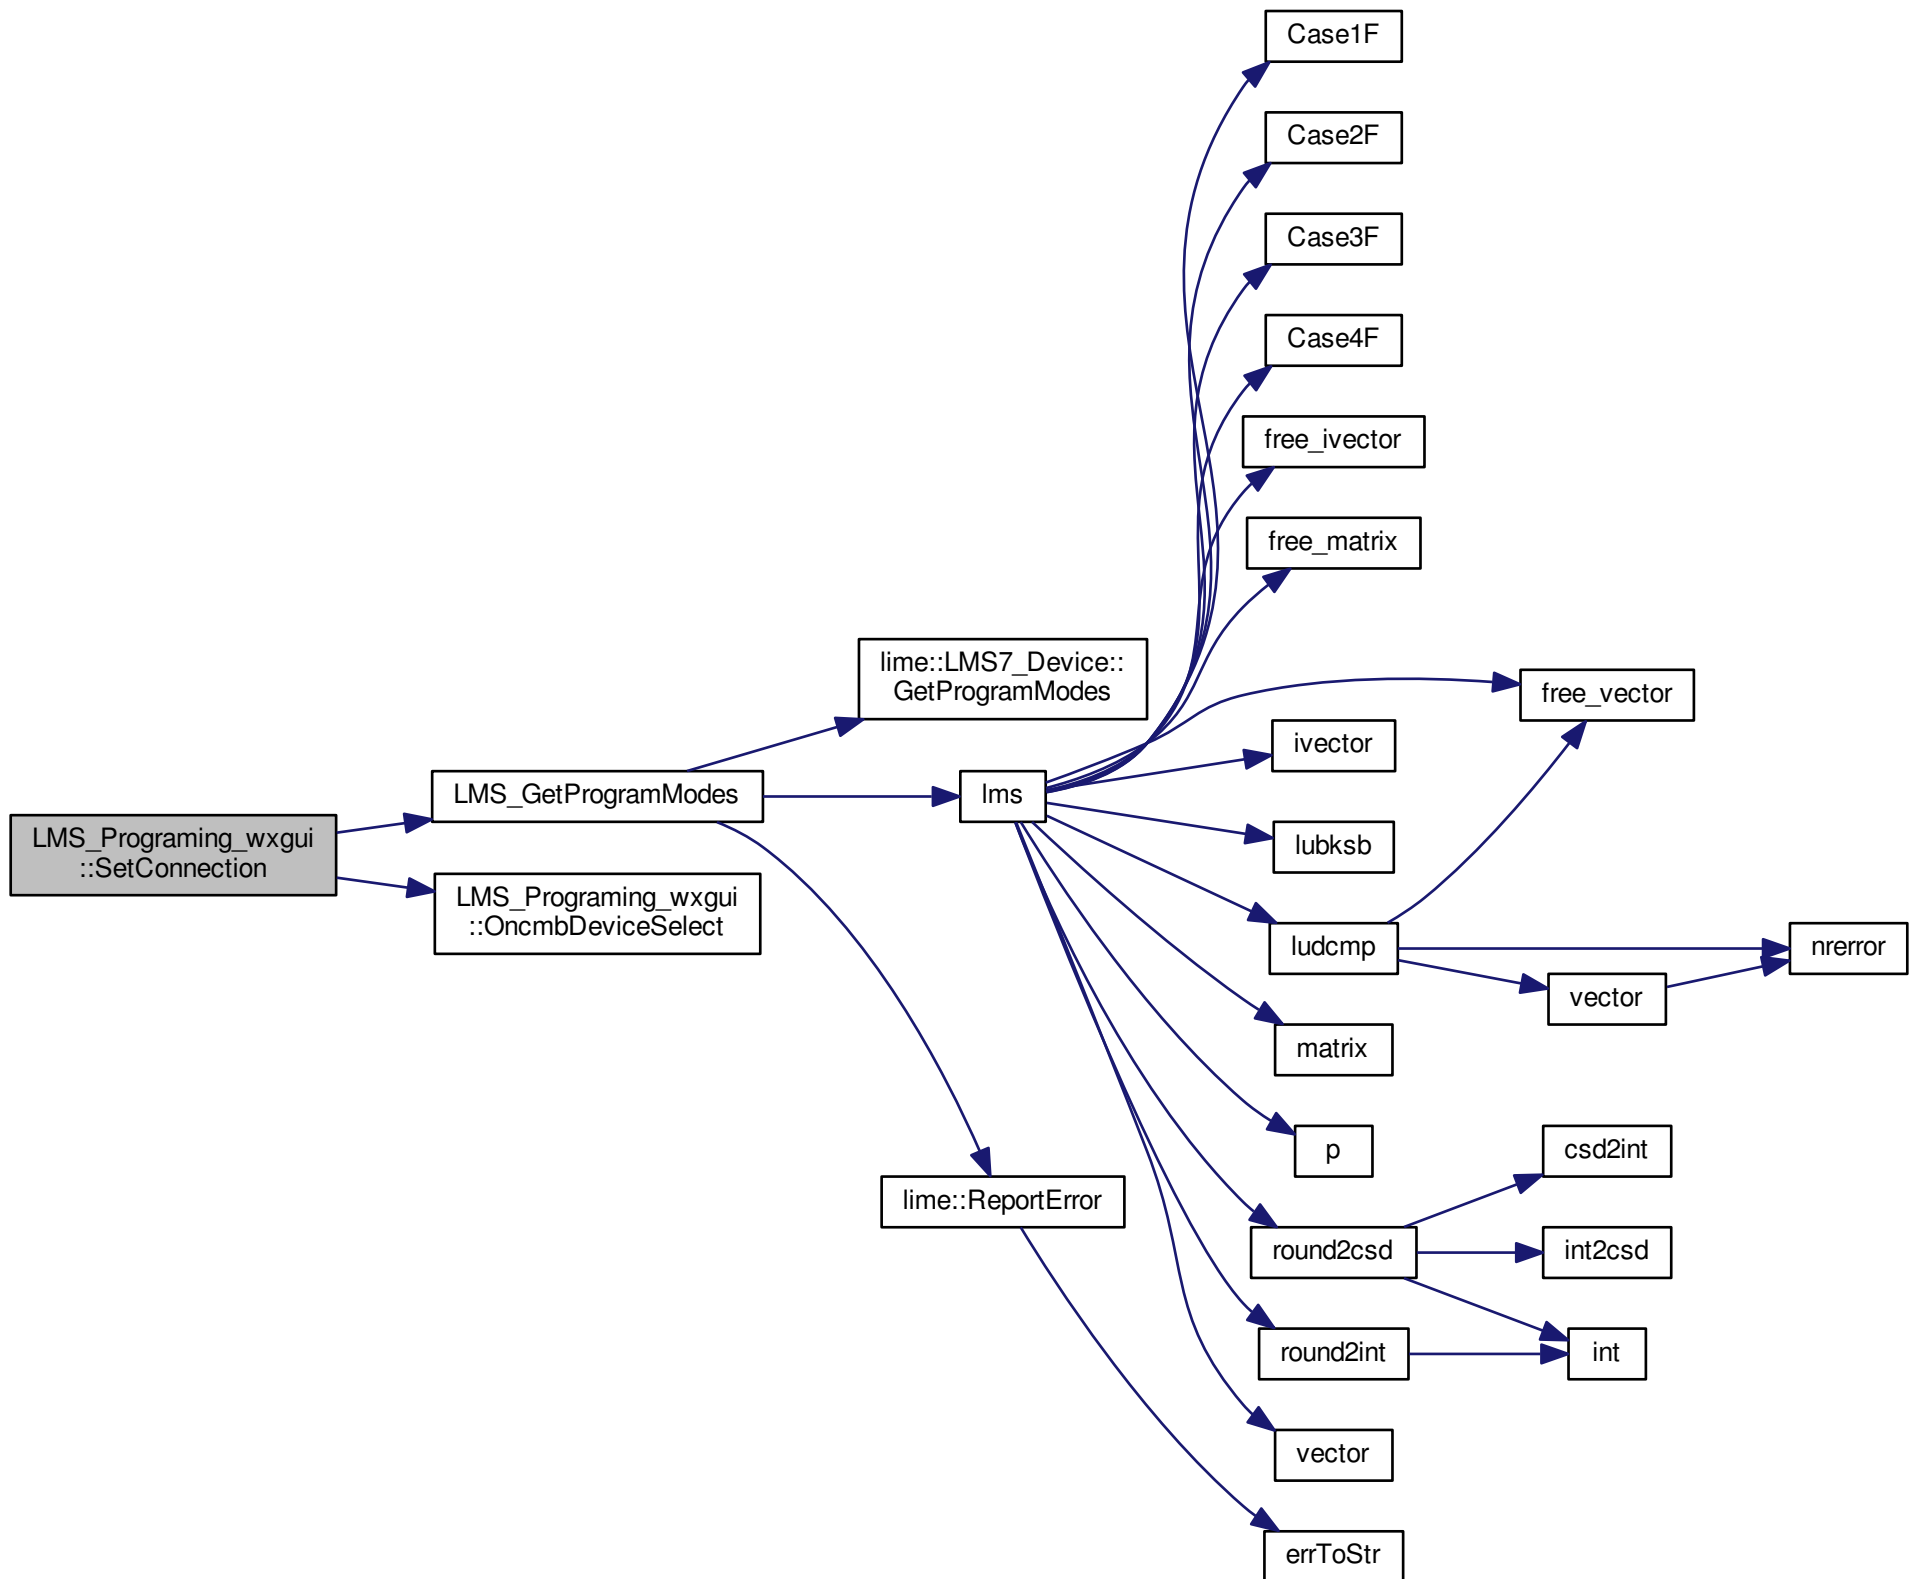 Case1F
Case2F
Case3F
Case4F
free_ivector
free_matrix
lime::LMS7_Device::
GetProgramModes
free_vector
ivector
LMS_GetProgramModes
lms
LMS_Programing_wxgui
::SetConnection
lubksb
LMS_Programing_wxgui
::OncmbDeviceSelect
ludcmp
nrerror
vector
matrix
p
csd2int
lime::ReportError
round2csd
int2csd
round2int
int
vector
errToStr